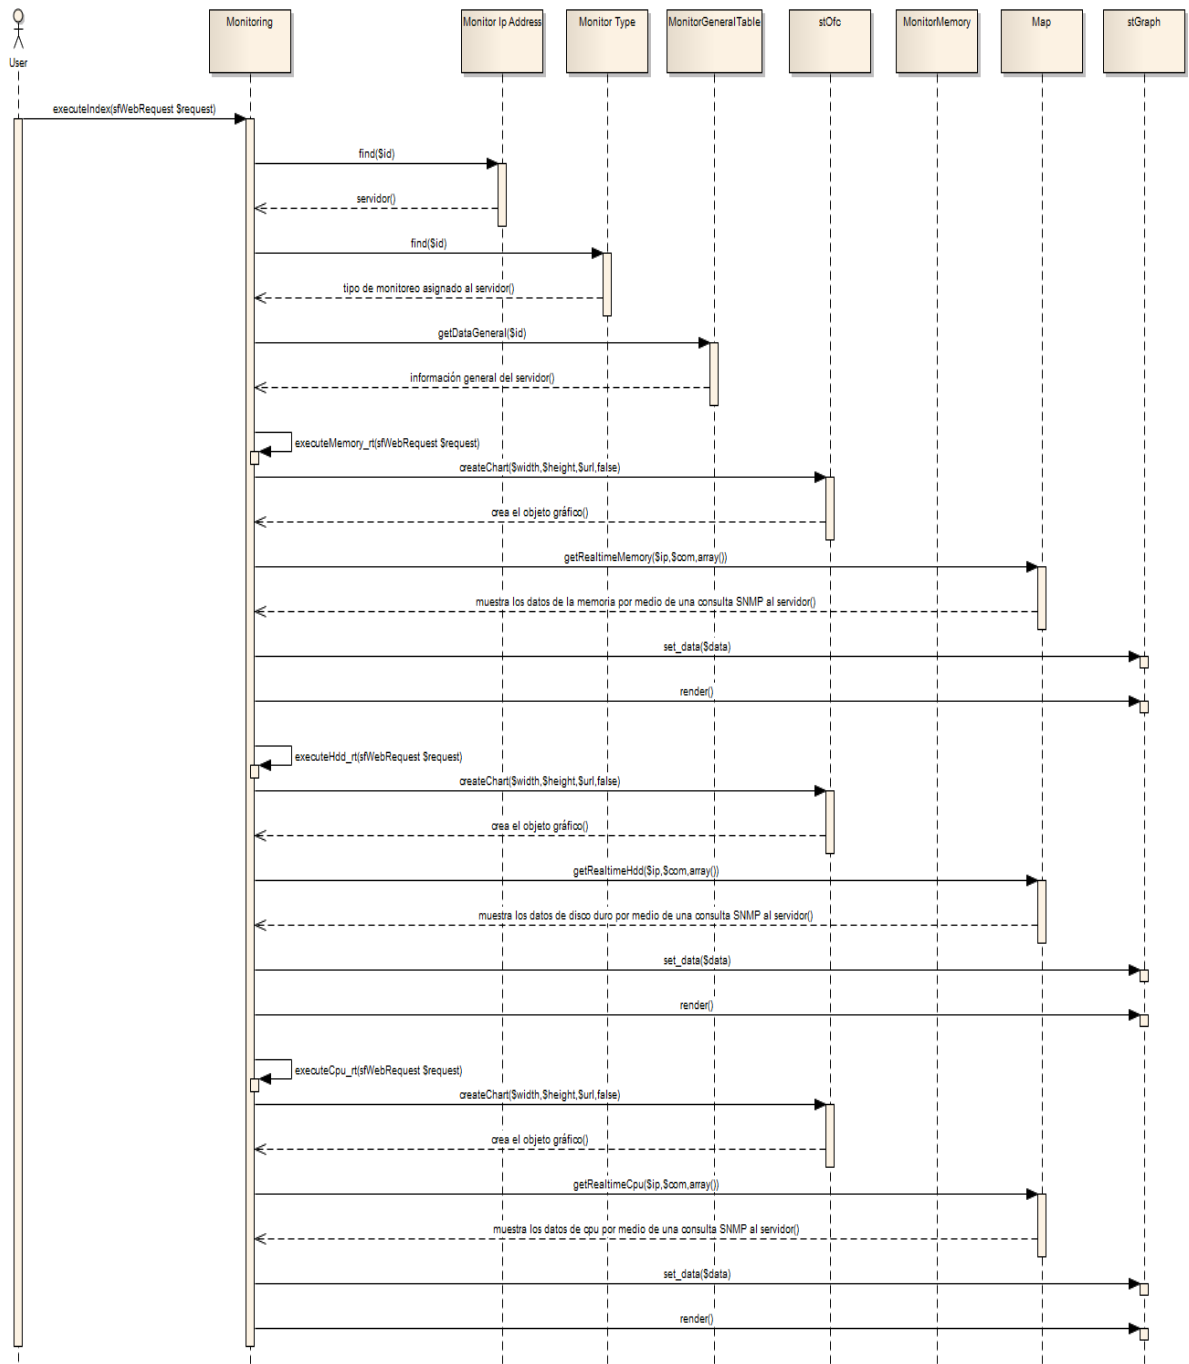 User
Monitoring
Monitor Ip Address
Monitor Type
MonitorGeneralTable
stOfc
MonitorMemory
Map
stGraph
executeIndex(sfWebRequest $request)
find($id)
servidor()
find($id)
tipo de monitoreo asignado al servidor()
getDataGeneral($id)
información general del servidor()
executeMemory_rt(sfWebRequest $request)
createChart($width,$height,$url,false)
crea el objeto gráfico()
getRealtimeMemory($ip,$com,array())
muestra los datos de la memoria por medio de una consulta SNMP al servidor()
set_data($data)
render()
executeHdd_rt(sfWebRequest $request)
createChart($width,$height,$url,false)
crea el objeto gráfico()
getRealtimeHdd($ip,$com,array())
muestra los datos de disco duro por medio de una consulta SNMP al servidor()
set_data($data)
render()
executeCpu_rt(sfWebRequest $request)
createChart($width,$height,$url,false)
crea el objeto gráfico()
getRealtimeCpu($ip,$com,array())
muestra los datos de cpu por medio de una consulta SNMP al servidor()
set_data($data)
render()